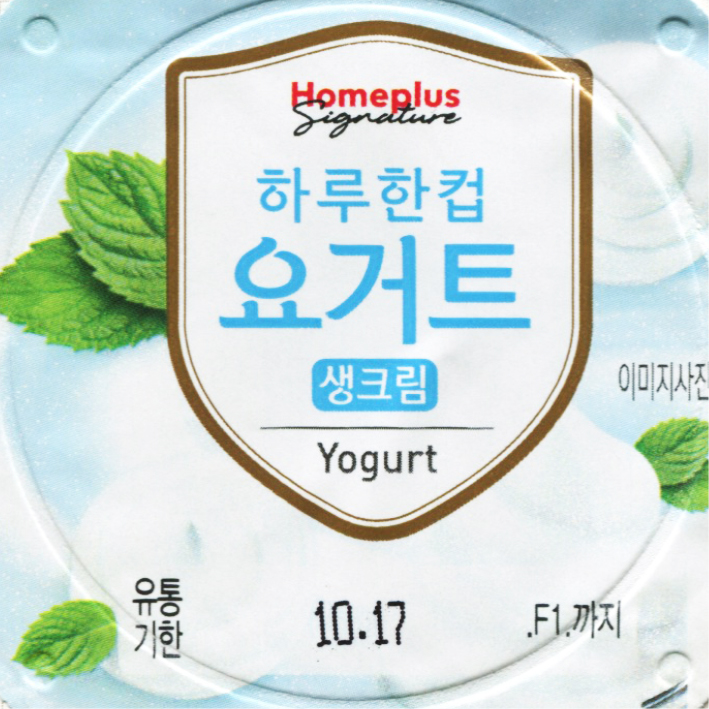 Homeplus
Signature
하루한컵
요거트
생크림
이미지사진
Yogurt
유통
기한
10.17
.F1.까지